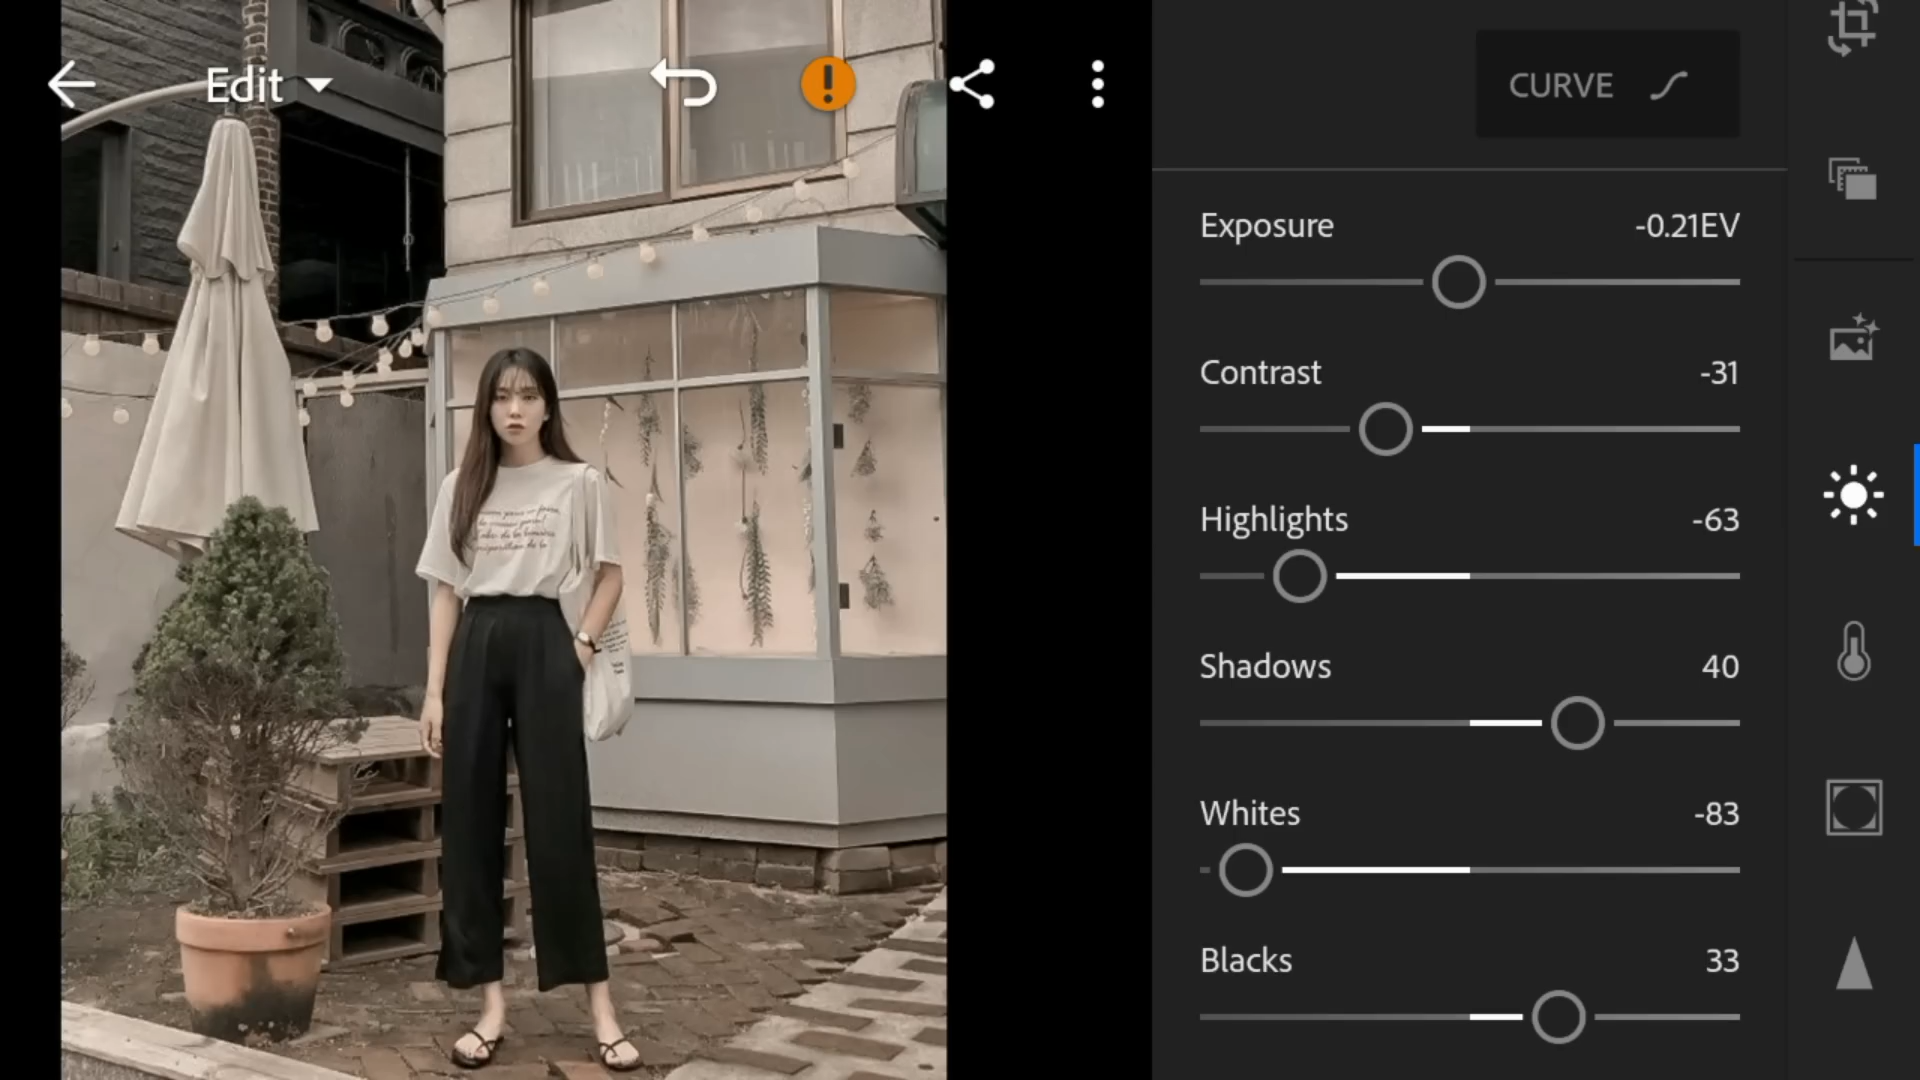 Edit
CURVE
Exposure -0.21EV
Contrast -31
Highlights -63
Shadows 40
Whites -83
Blacks 33